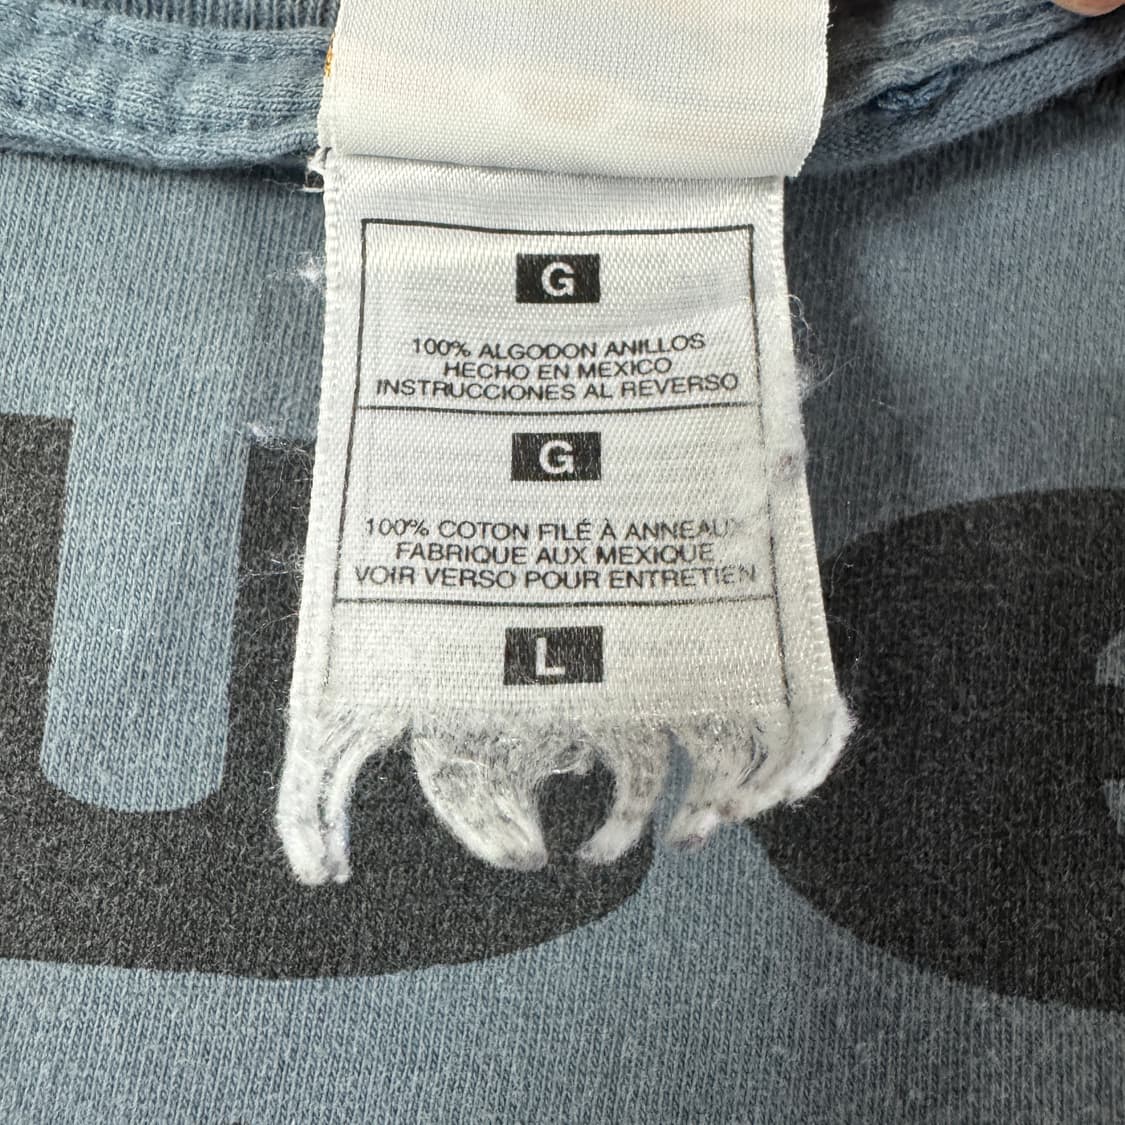 G
100% ALGODON ANILLOS
HECHO EN MEXICO
INSTRUCCIONES AL REVERSO
G
100% COTON FILÉ À ANNEAUX
FABRIQUE AUX MEXIQUE
VOIR VERSO POUR ENTRETIEN
L